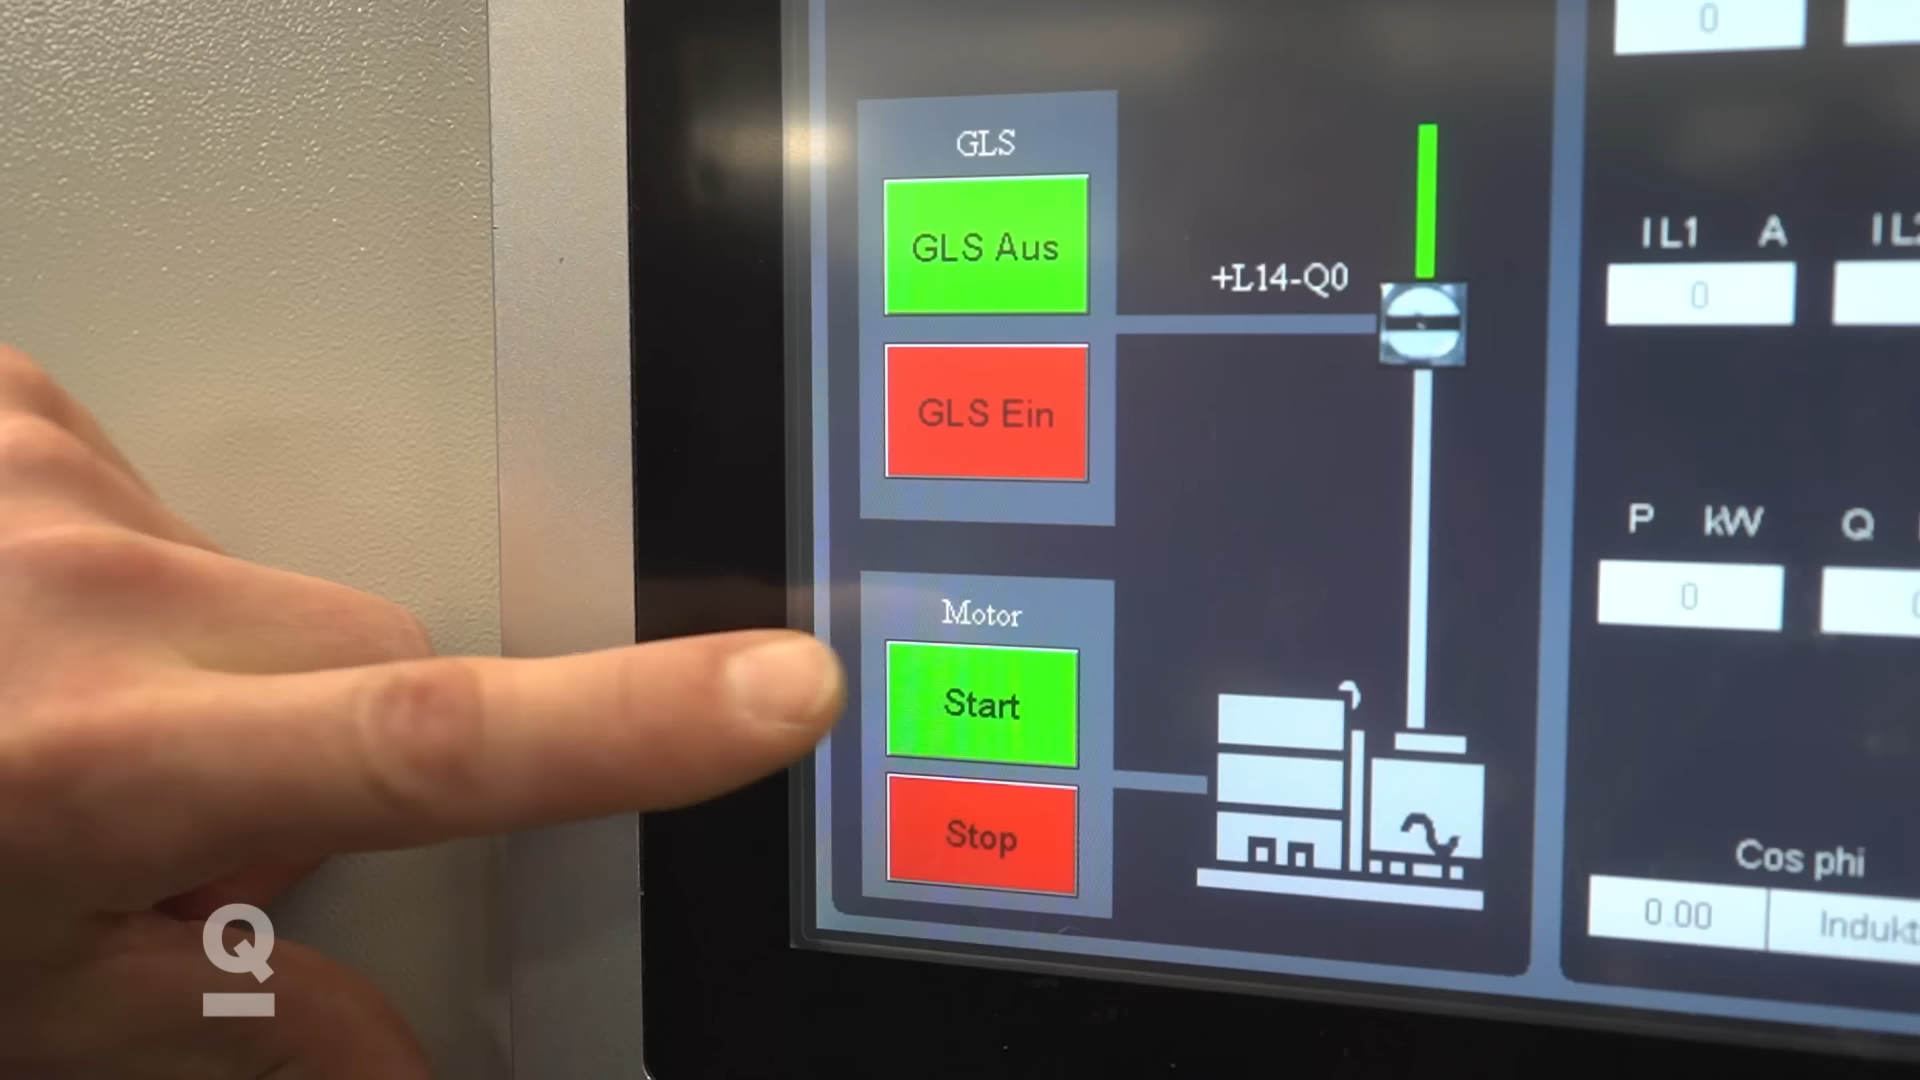 GLS
GLS Aus
GLS Ein
+L14-Q0
Motor
Start
Stop
0
IL1 A
0
P kW Q
0
Cos phi
0.00
Q